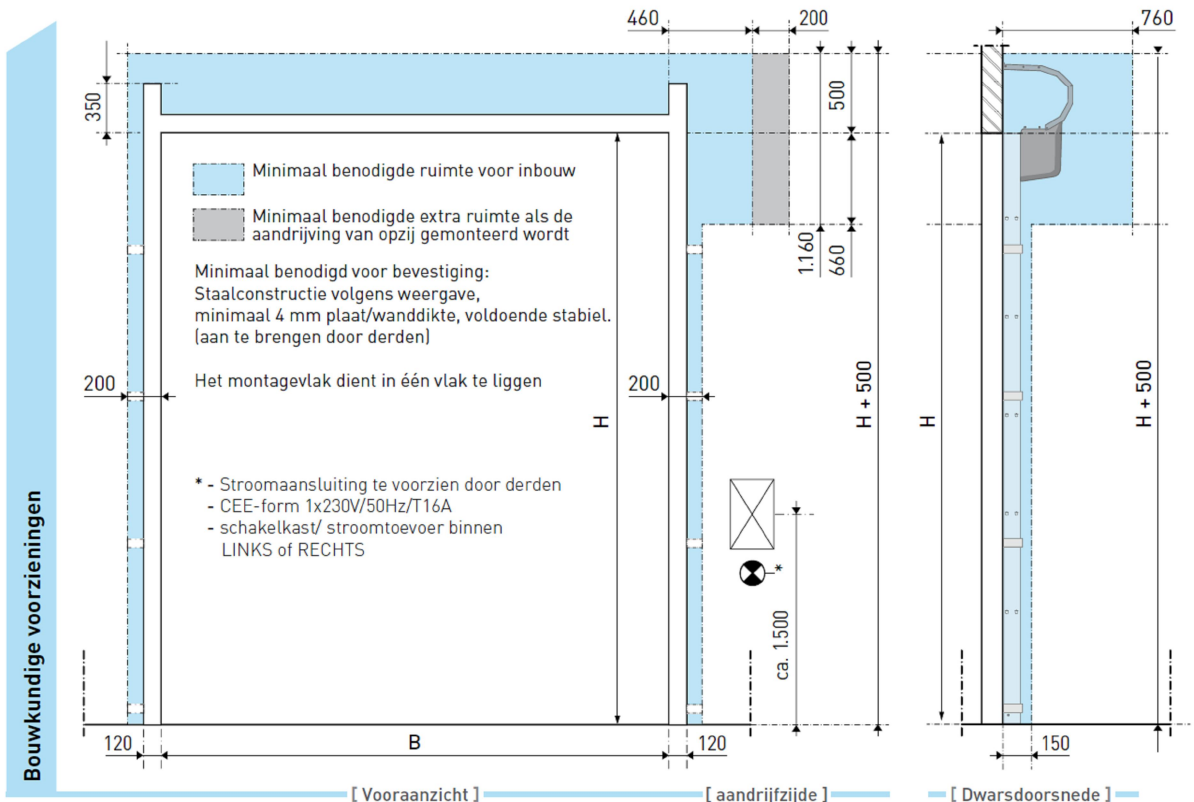 460
200
760
350
500
Minimaal benodigde ruimte voor inbouw
Minimaal benodigde extra ruimte als de
aandrijving van opzij gemonteerd wordt
1.160
660
Minimaal benodigd voor bevestiging:
Staalconstructie volgens weergave,
minimaal 4 mm plaat/wanddikte, voldoende stabiel.
(aan te brengen door derden)
Het montagevlak dient in één vlak te liggen
200
200
H
H + 500
H
H + 500
* - Stroomaansluiting te voorzien door derden
- CEE-form 1x230V/50Hz/T16A
- schakelkast/ stroomtoevoer binnen
LINKS of RECHTS
*
ca. 1.500
Bouwkundige voorzieningen
120
B
120
150
[ Vooraanzicht ]
[ aandrijfzijde ]
[ Dwarsdoorsnede ]